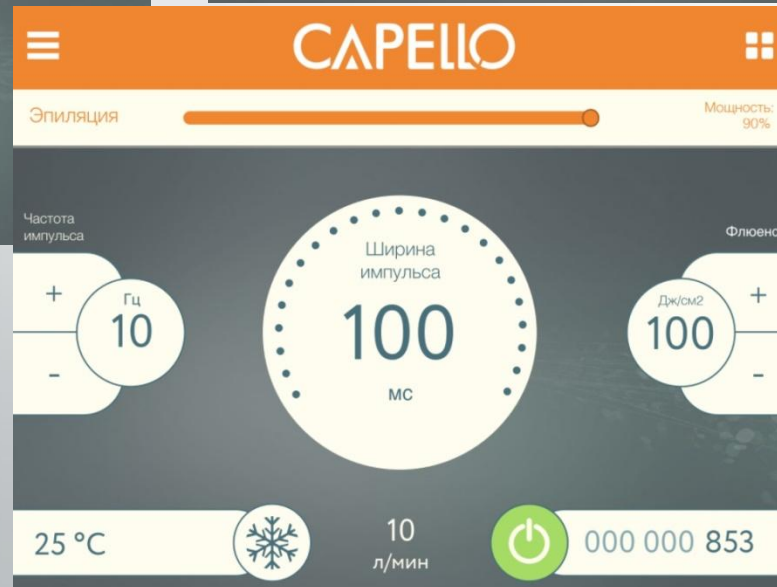 CAPELLO
Эпиляция
Мощность:
90%
Частота
импульса
Ширина
импульса
Флюенс
+
Гц
10
-
100
мс
Дж/см2
100
+
-
25 °C
10
л/мин
000 000 853